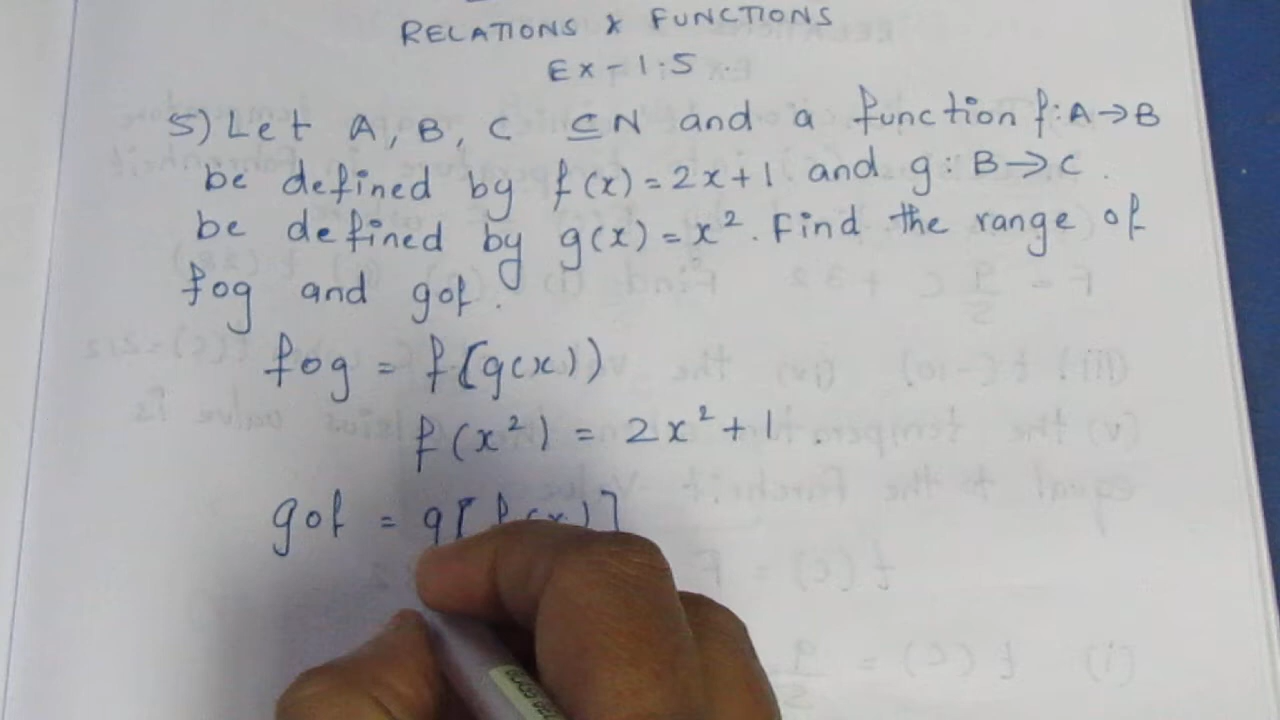 RELATIONS & FUNCTIONS
Ex-1.5.
5) Let A, B, C ⊆ N and a function f: A→B
be defined by f(x) = 2x+1 and g: B→C.
be defined by g(x) = x². Find the range of
fog and gof.
fog = f[g(x))
f(x²) = 2x²+1.
gof = g[f(x)]